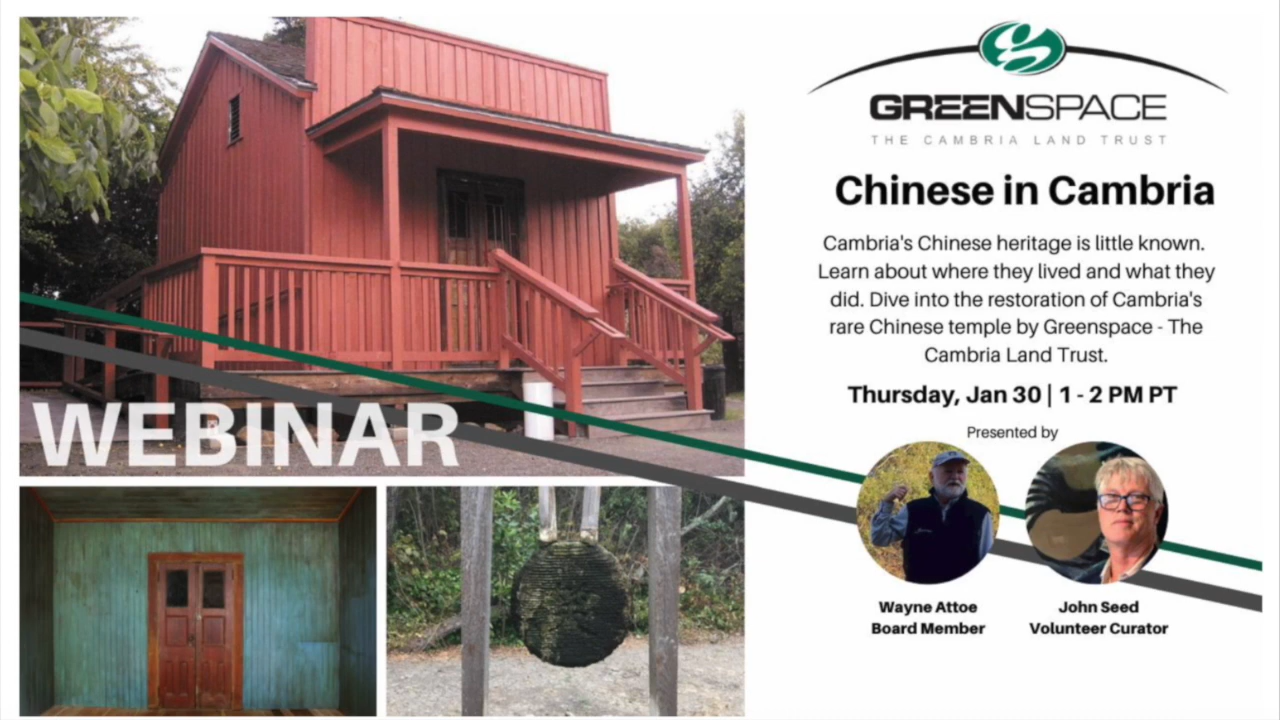 GREENSPACE
THE CAMBRIA LAND TRUST
Chinese in Cambria
Cambria's Chinese heritage is little known.
Learn about where they lived and what they
did. Dive into the restoration of Cambria's
rare Chinese temple by Greenspace - The
Cambria Land Trust.
Thursday, Jan 30 | 1 - 2 PM PT
Presented by
Wayne Attoe
Board Member
John Seed
Volunteer Curator
WEBINAR